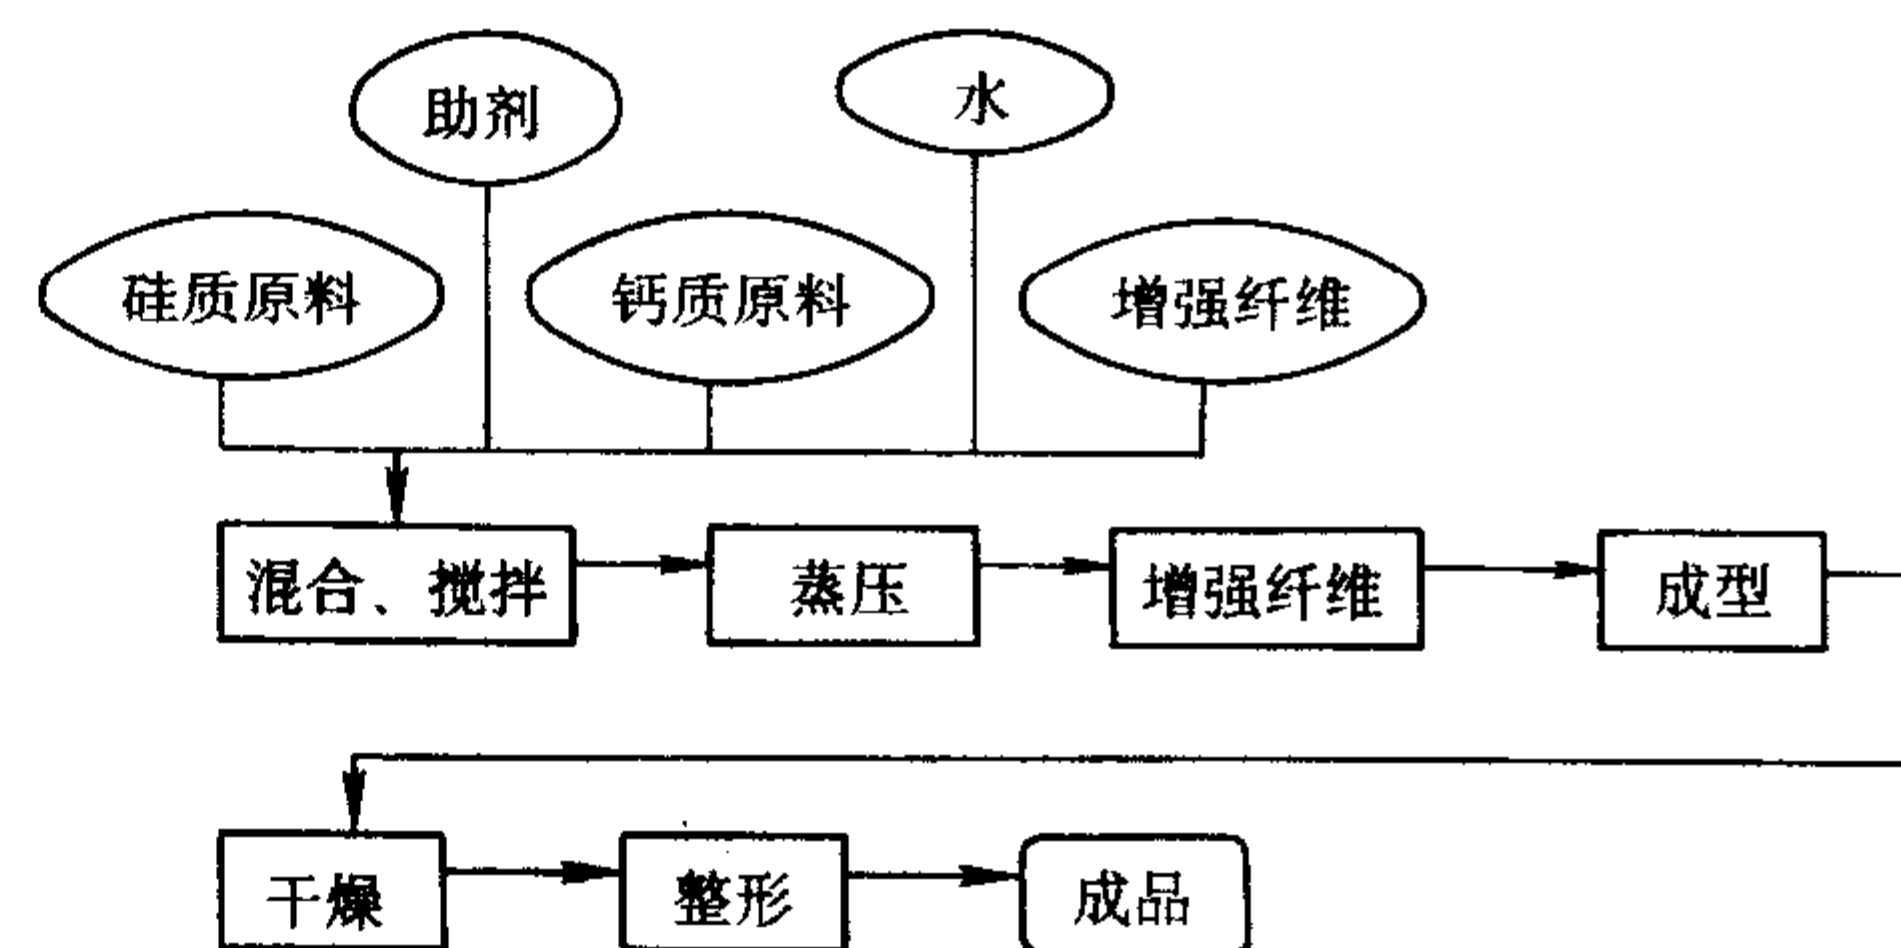 助剂
水
硅质原料
钙质原料
增强纤维
混合、搅拌
蒸压
增强纤维
成型
干燥
整形
成品